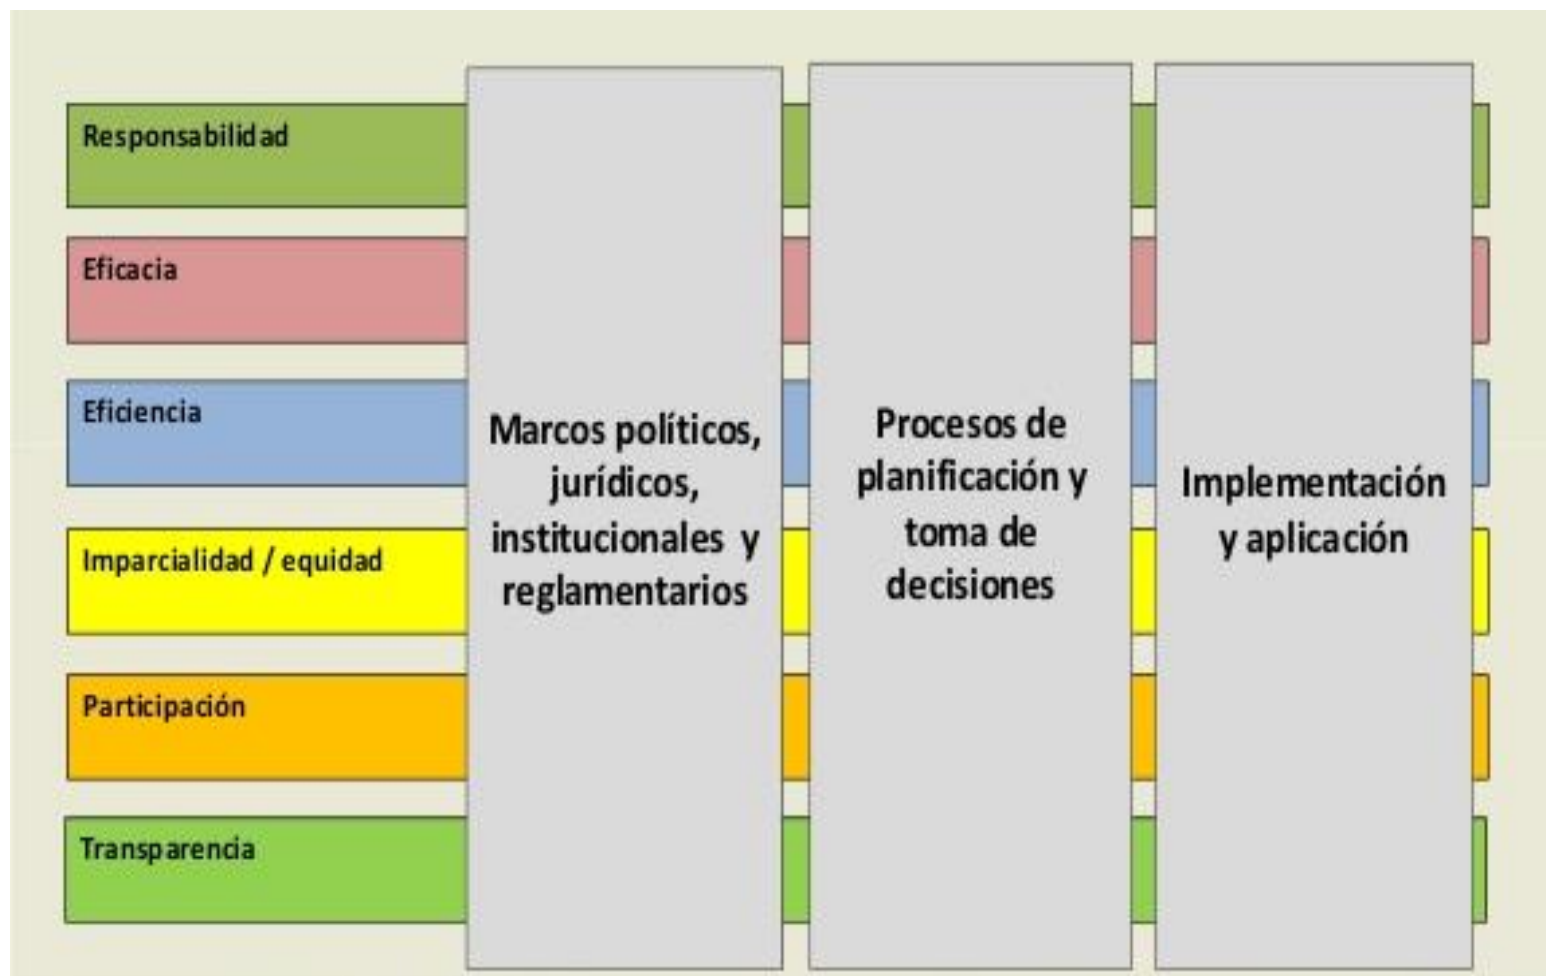 Responsabilidad
Eficacia
Eficiencia
Imparcialidad / equidad
Participación
Transparencia
Marcos políticos,
jurídicos,
institucionales y
reglamentarios
Procesos de
planificación y
toma de
decisiones
Implementación
y aplicación